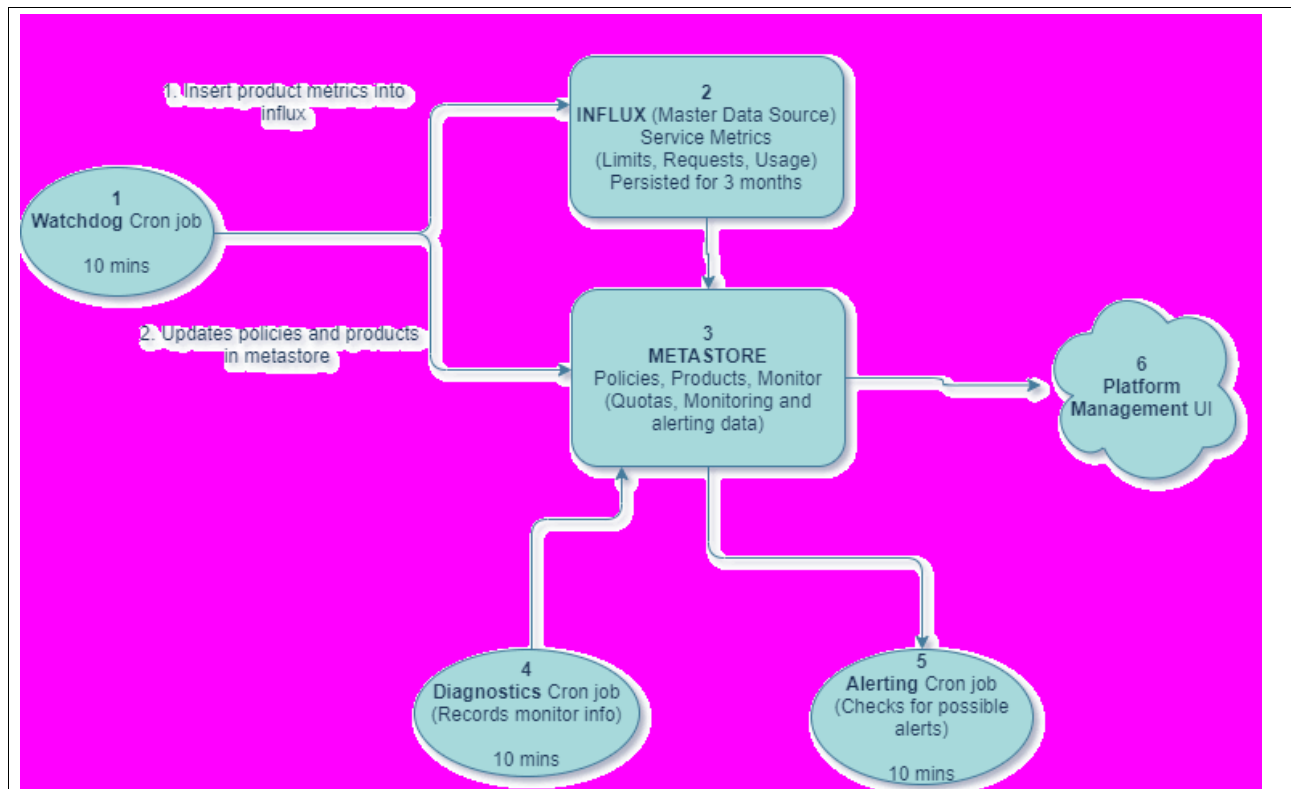 1. Insert product metrics into
influx
2
INFLUX (Master Data Source)
Service Metrics
(Limits, Requests, Usage)
Persisted for 3 months
1
Watchdog Cron job
10 mins
2. Updates policies and products
in metastore
3
METASTORE
Policies, Products, Monitor
(Quotas, Monitoring and
alerting data)
6
Platform
Management UI
4
Diagnostics Cron job
(Records monitor info)
10 mins
5
Alerting Cron job
(Checks for possible
alerts)
10 mins